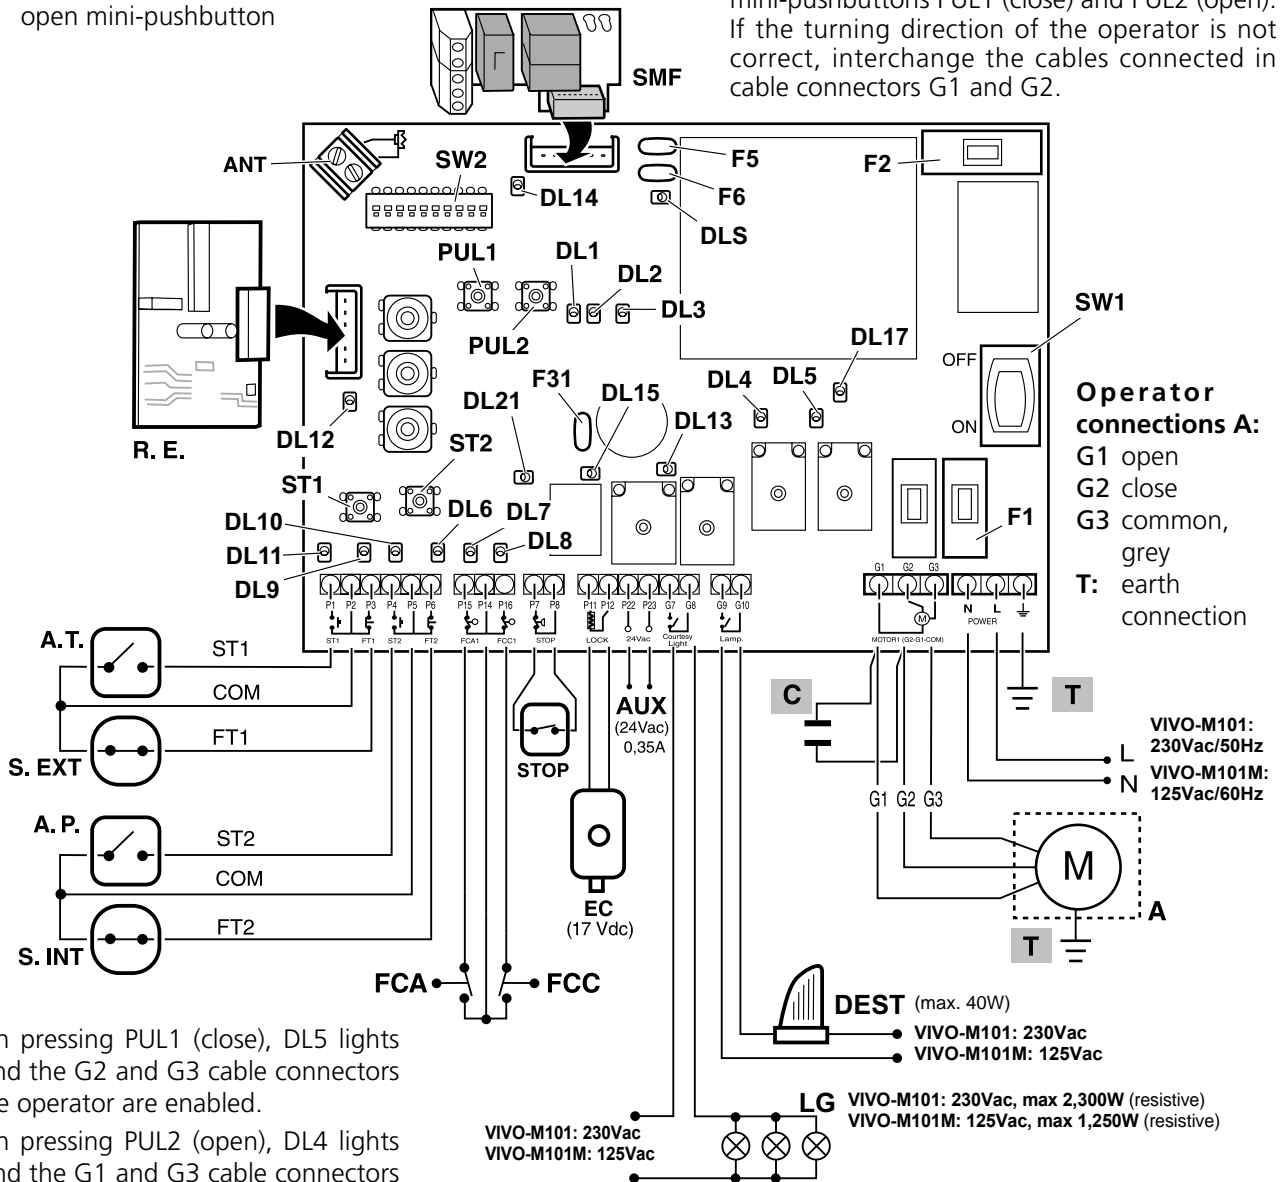 open mini-pushbutton
mini-pushbuttons PUL1 (close) and PUL2 (open).
If the turning direction of the operator is not
correct, interchange the cables connected in
cable connectors G1 and G2.
SMF
ANT
SW2
DL14
F5
F6
DLS
F2
PUL1
DL1
DL2
DL3
PUL2
SW1
OFF
ON
DL17
F31
DL15
DL4
DL5
DL21
DL13
DL12
R. E.
ST2
ST1
DL10
DL6
DL7
DL8
DL11
DL9
F1
Operator
connections A:
G1 open
G2 close
G3 common,
grey
T: earth
connection
G1 G2 G3
P1 P2 P3 P4 P5 P6 P15 P14 P16 P7 P8 P11 P12 P22 P23 G7 G8 G9 G10
N L
POWER
M
ST1 FT1 ST2 FT2 FCA1 FCC1 STOP LOCK 24Vac Courtesy Light Lamp. MOTOR1 (G2-G1-COM)
A.T.
ST1
COM
FT1
S. EXT
A. P.
ST2
COM
FT2
S. INT
STOP
AUX
(24Vac)
0,35A
EC
(17 Vdc)
C
T
VIVO-M101:
230Vac/50Hz
L
N
VIVO-M101M:
125Vac/60Hz
G1 G2 G3
M
A
T
FCA
FCC
DEST (max. 40W)
VIVO-M101: 230Vac
VIVO-M101M: 125Vac
n pressing PUL1 (close), DL5 lights
nd the G2 and G3 cable connectors
e operator are enabled.
n pressing PUL2 (open), DL4 lights
nd the G1 and G3 cable connectors
LG VIVO-M101: 230Vac, max 2,300W (resistive)
VIVO-M101M: 125Vac, max 1,250W (resistive)
VIVO-M101: 230Vac
VIVO-M101M: 125Vac